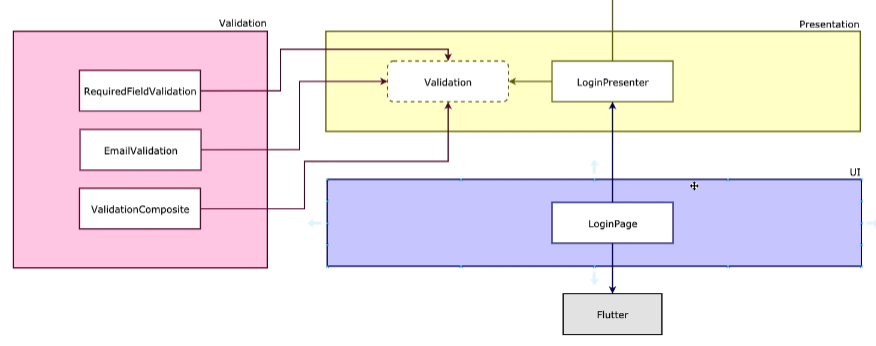 Validation
Presentation
RequiredFieldValidation
Validation
LoginPresenter
EmailValidation
UI
ValidationComposite
LoginPage
Flutter